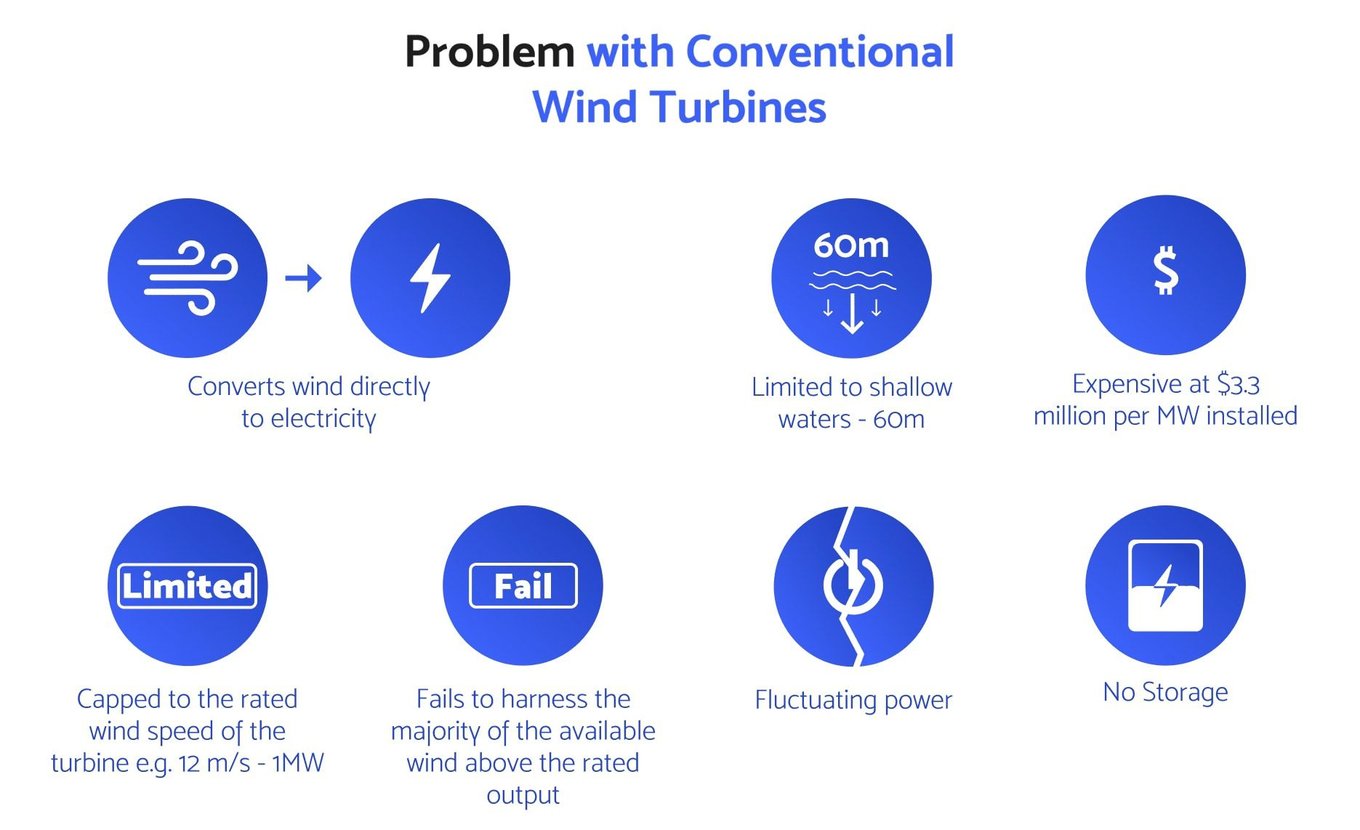 Problem with Conventional
Wind Turbines
60m
$
Converts wind directly
to electricity
Limited to shallow
waters - 60m
Expensive at $3.3
million per MW installed
Limited
Fail
Capped to the rated
wind speed of the
turbine e.g. 12 m/s - 1MW
Fails to harness the
majority of the available
wind above the rated
output
Fluctuating power
No Storage